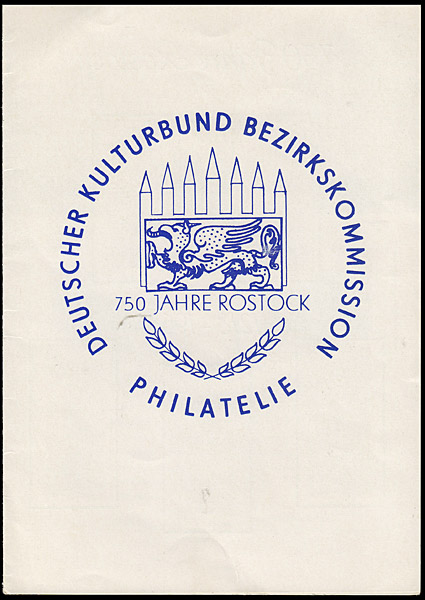 DEUTSCHER KULTURBUND BEZIRKSKOMMISSION
750 JAHRE ROSTOCK
PHILATELIE